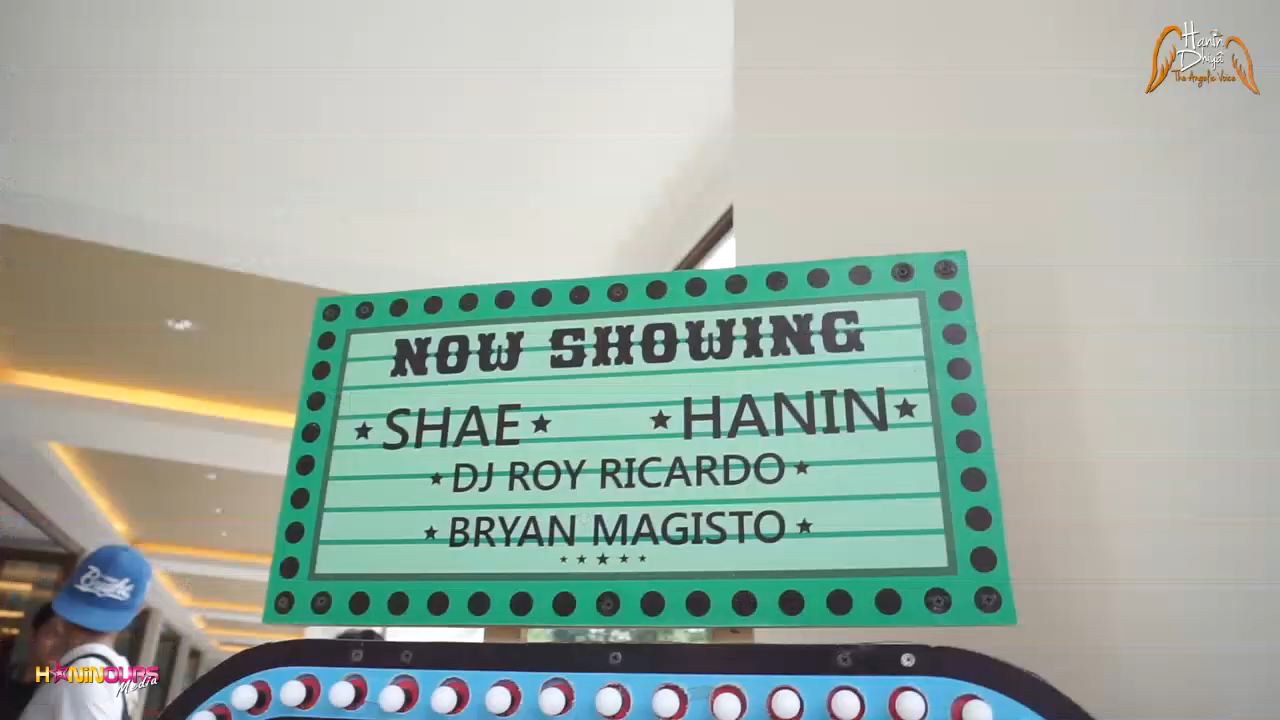 Hanin
Dhiya
The Angelic Voice
NOW SHOWING
★ SHAE ★ ★ HANIN ★
★ DJ ROY RICARDO ★
★ BRYAN MAGISTO ★
★ ★ ★ ★ ★
HANiNOURS
Media